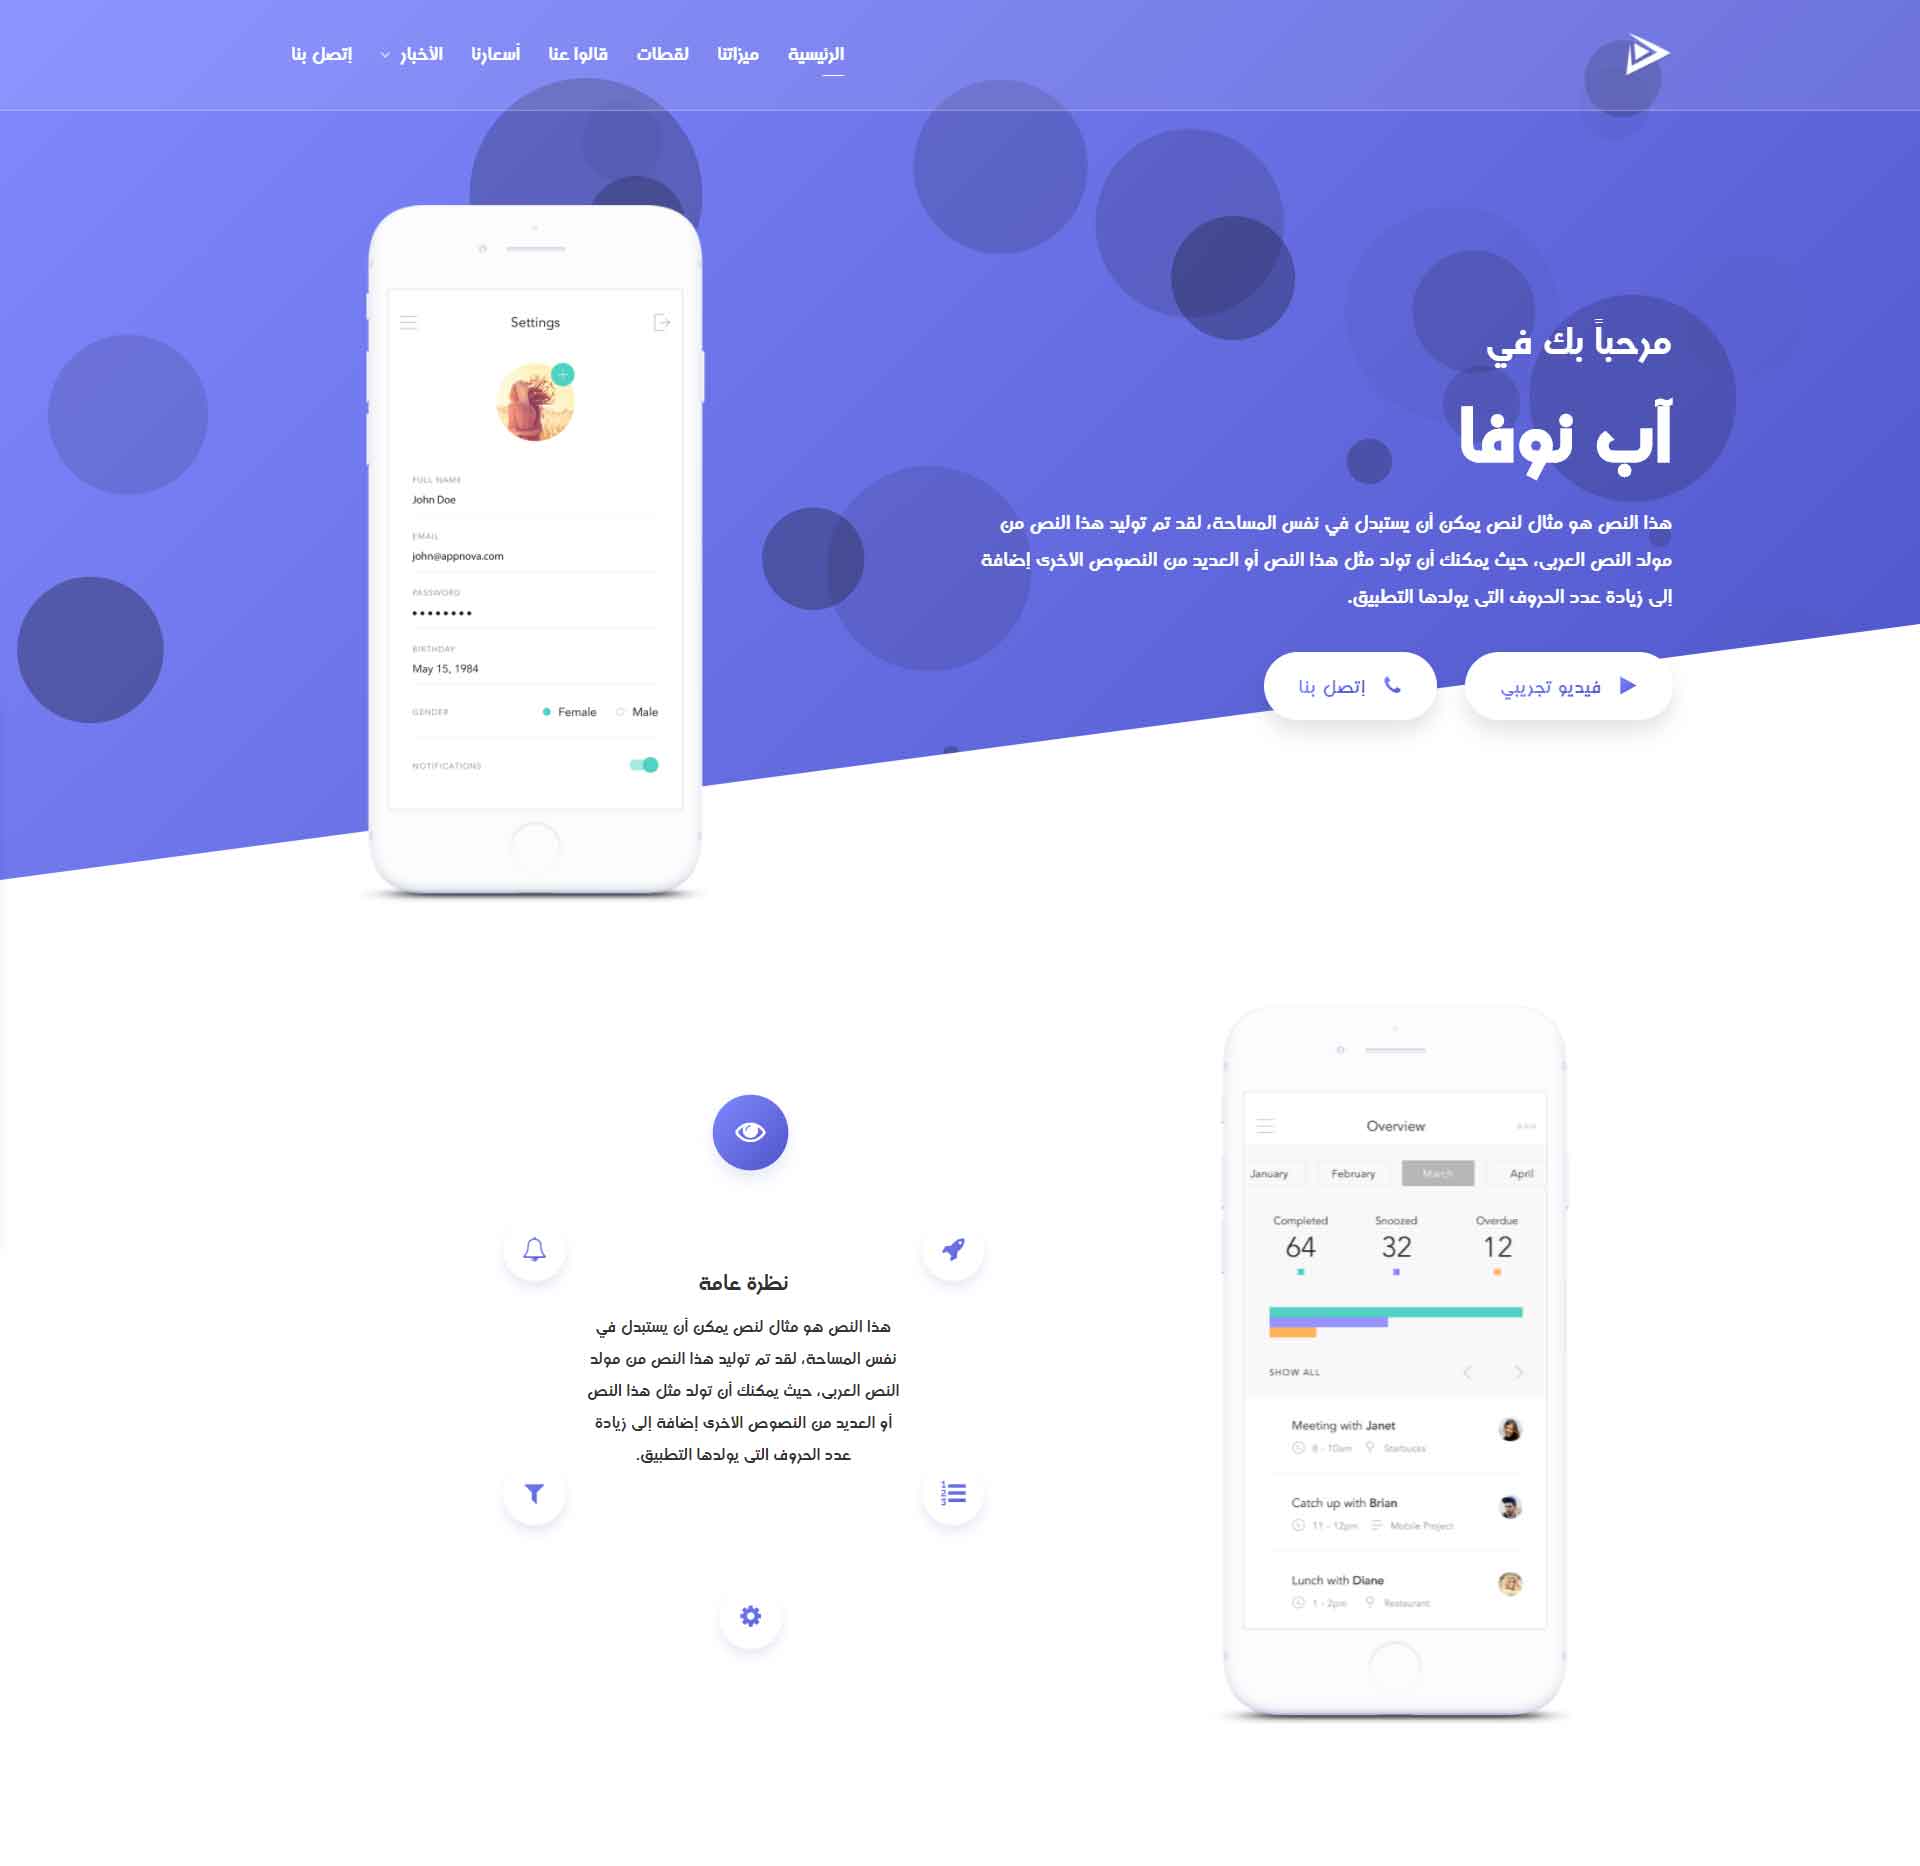 الرئيسية
ميزاتنا
لقطات
قالوا عنا
أسعارنا
الأخبار
إتصل بنا
مرحباً بك في
آب نوفا
هذا النص هو مثال لنص يمكن أن يستبدل في نفس المساحة، لقد تم توليد هذا النص من
مولد النص العربى، حيث يمكنك أن تولد مثل هذا النص أو العديد من النصوص الاخرى إضافة
إلى زيادة عدد الحروف التى يولدها التطبيق.
فيديو تجريبي
إتصل بنا
Settings
FULL NAME
John Doe
EMAIL
john@appnova.com
PASSWORD
BIRTHDAY
May 15, 1984
GENDER Female Male
NOTIFICATIONS
Overview
January February March April
Completed Snoozed Overdue
64 32 12
SHOW ALL
Meeting with Janet
8 - 10am Starbucks
Catch up with Brian
11 - 12pm Mobile Project
Lunch with Diane
1 - 2pm Restaurant
نظرة عامة
هذا النص هو مثال لنص يمكن أن يستبدل في
نفس المساحة، لقد تم توليد هذا النص من مولد
النص العربى، حيث يمكنك أن تولد مثل هذا النص
أو العديد من النصوص الاخرى إضافة إلى زيادة
عدد الحروف التى يولدها التطبيق.